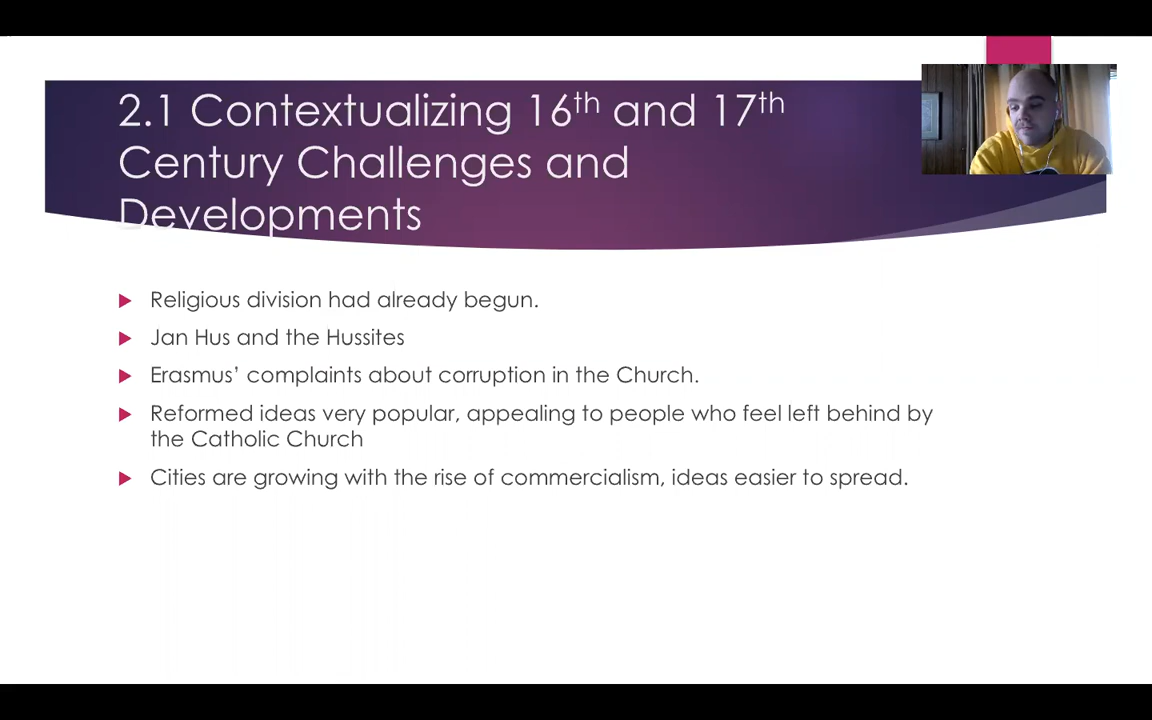 2.1 Contextualizing 16th and 17th
Century Challenges and
Developments
Religious division had already begun.
Jan Hus and the Hussites
Erasmus' complaints about corruption in the Church.
Reformed ideas very popular, appealing to people who feel left behind by
the Catholic Church
Cities are growing with the rise of commercialism, ideas easier to spread.